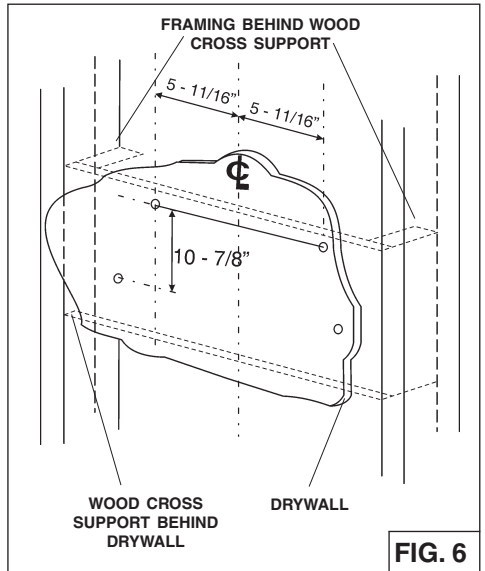 FRAMING BEHIND WOOD
CROSS SUPPORT
5 - 11/16"
5 - 11/16"
℄
10 - 7/8"
WOOD CROSS
SUPPORT BEHIND
DRYWALL
DRYWALL
FIG. 6